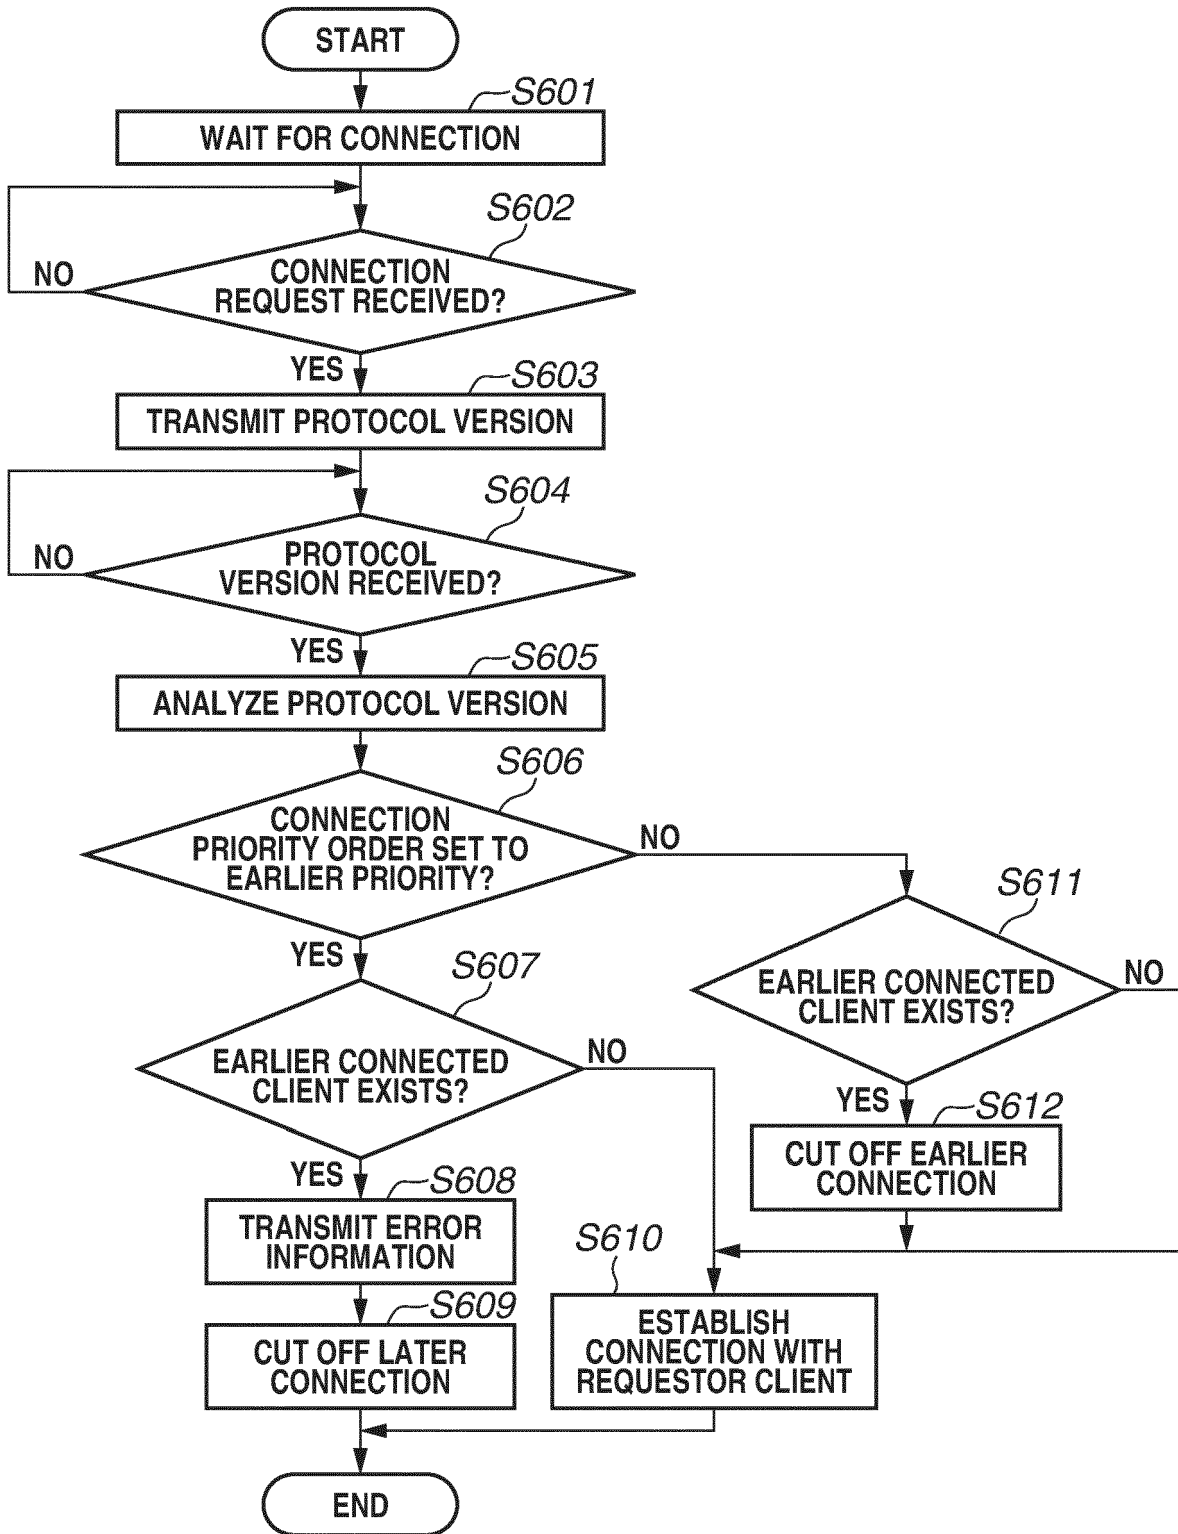 START
S601
WAIT FOR CONNECTION
S602
NO
CONNECTION
REQUEST RECEIVED?
YES
S603
TRANSMIT PROTOCOL VERSION
S604
NO
PROTOCOL
VERSION RECEIVED?
YES
S605
ANALYZE PROTOCOL VERSION
S606
CONNECTION
PRIORITY ORDER SET TO
EARLIER PRIORITY?
NO
YES
S611
EARLIER CONNECTED
CLIENT EXISTS?
NO
S607
EARLIER CONNECTED
CLIENT EXISTS?
NO
YES
S612
CUT OFF EARLIER
CONNECTION
YES
S608
TRANSMIT ERROR
INFORMATION
S610
ESTABLISH
CONNECTION WITH
REQUESTOR CLIENT
S609
CUT OFF LATER
CONNECTION
END